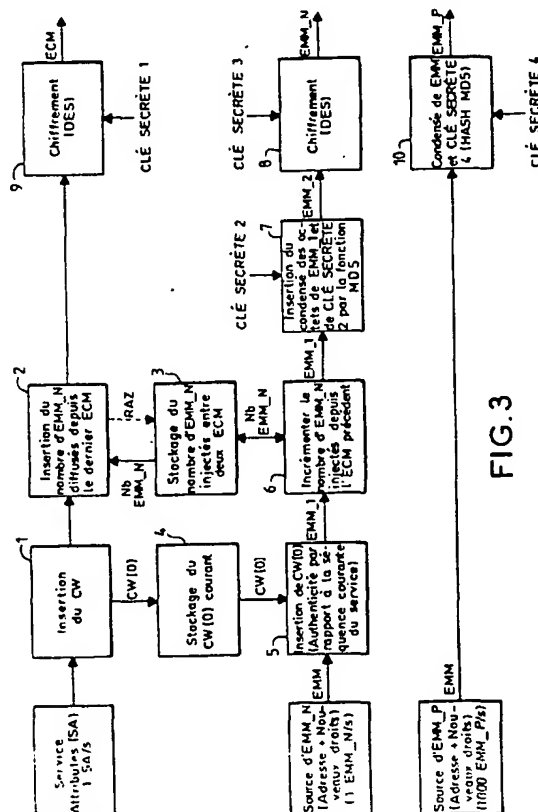 Service
Attributes (SA)
1 SA/s
1
Insertion
du CW
2
Insertion du
nombre d'EMM_N
diffusés depuis
le dernier ECM
9
Chiffrement
(DES)
ECM
CLÉ SECRÈTE 1
CW(0)
4
Stockage du
CW(0) courant
CW(0)
Nb
EMM_N
RAZ
3
Stockage du
nombre d'EMM_N
injectés entre
deux ECM
Nb
EMM_N
Source d'EMM_N
(Adresse + Nou-
veaux droits)
(1 EMM_N/s)
EMM
5
Insertion de CW(0)
(Authenticité par
rapport à la sé-
quence courante
du service)
EMM_1
6
Incrémenter le
nombre d'EMM_N
injectés depuis
l'ECM précédent
EMM_1
CLÉ SECRÈTE 2
7
Insertion du
condensé des oc-
tets de EMM_1 et
de CLÉ SECRÈTE
2 par la fonction
MD5
EMM_2
CLÉ SECRÈTE 3
8
Chiffrement
(DES)
EMM_N
Source d'EMM_P
(Adresse + Nou-
veaux droits)
EMM_P/s)
EMM
10
Condensé de EMM
et CLÉ SECRÈTE
4 (HASH MD5)
EMM_P
CLÉ SECRÈTE 4
FIG.3